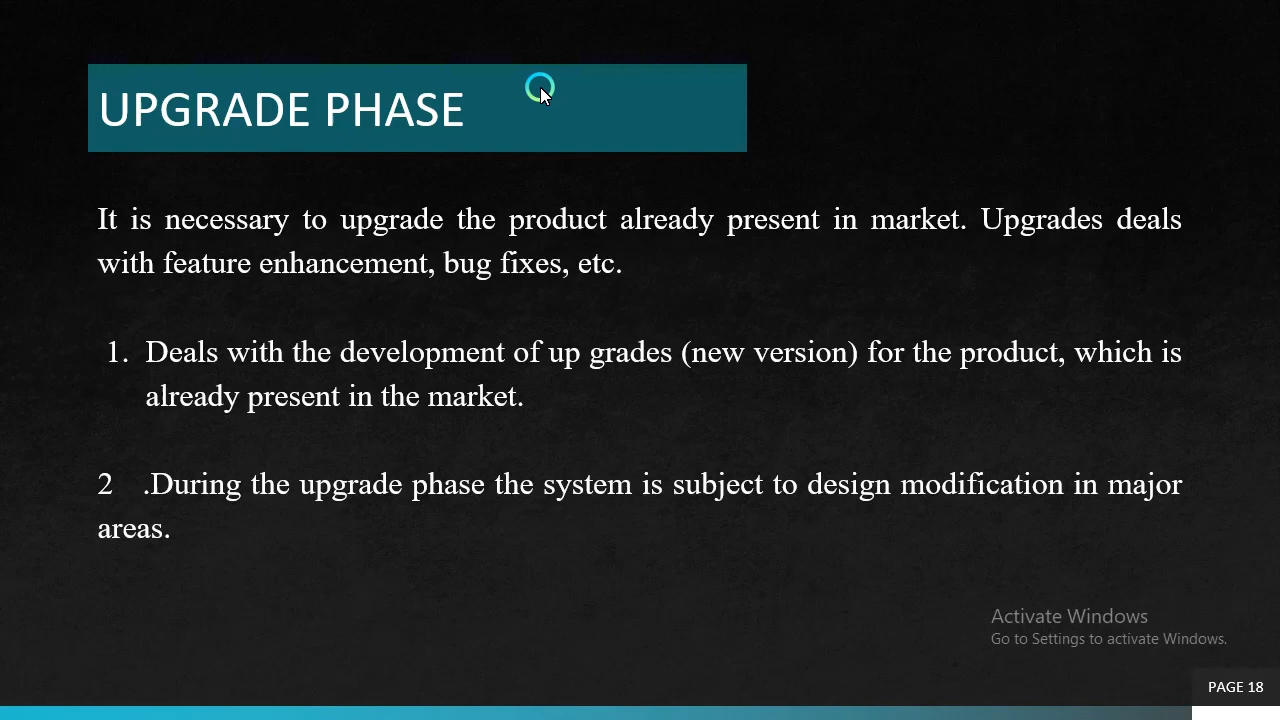 UPGRADE PHASE
It is necessary to upgrade the product already present in market. Upgrades deals
with feature enhancement, bug fixes, etc.
1. Deals with the development of up grades (new version) for the product, which is
already present in the market.
2 .During the upgrade phase the system is subject to design modification in major
areas.
Activate Windows
Go to Settings to activate Windows.
PAGE 18